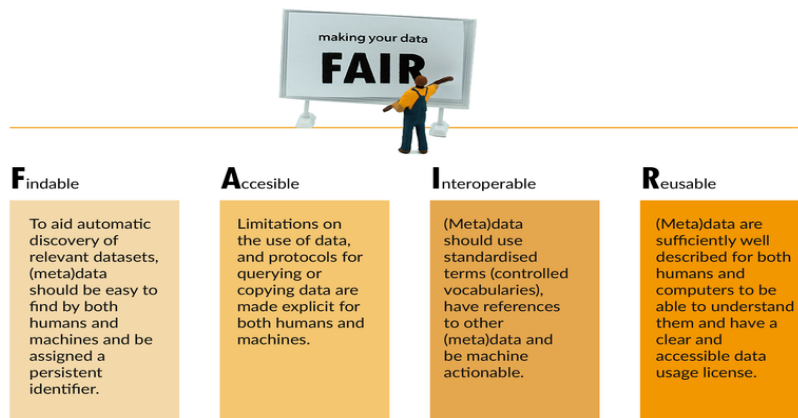 making your data
FAIR
Findable
To aid automatic
discovery of
relevant datasets,
(meta)data
should be easy to
find by both
humans and
machines and be
assigned a
persistent
identifier.
Accesible
Limitations on
the use of data,
and protocols for
querying or
copying data are
made explicit for
both humans and
machines.
Interoperable
(Meta)data
should use
standardised
terms (controlled
vocabularies),
have references
to other
(meta)data and
be machine
actionable.
Reusable
(Meta)data are
sufficiently well
described for both
humans and
computers to be
able to understand
them and have a
clear and
accessible data
usage license.